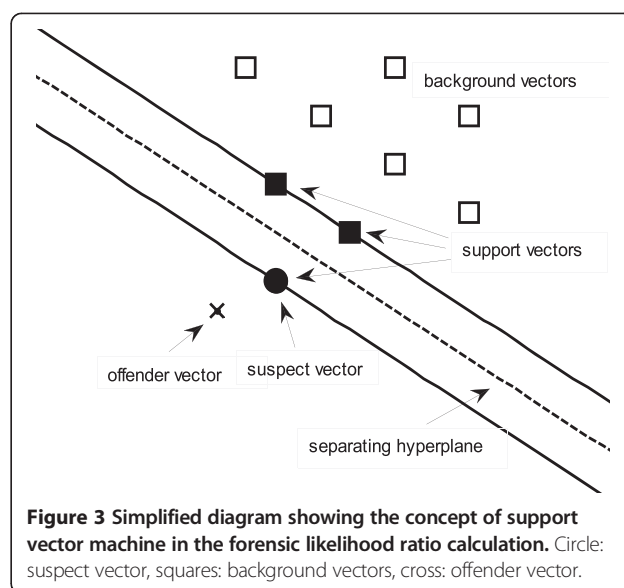 background vectors
support vectors
offender vector
suspect vector
separating hyperplane
Figure 3 Simplified diagram showing the concept of support
vector machine in the forensic likelihood ratio calculation. Circle:
suspect vector, squares: background vectors, cross: offender vector.